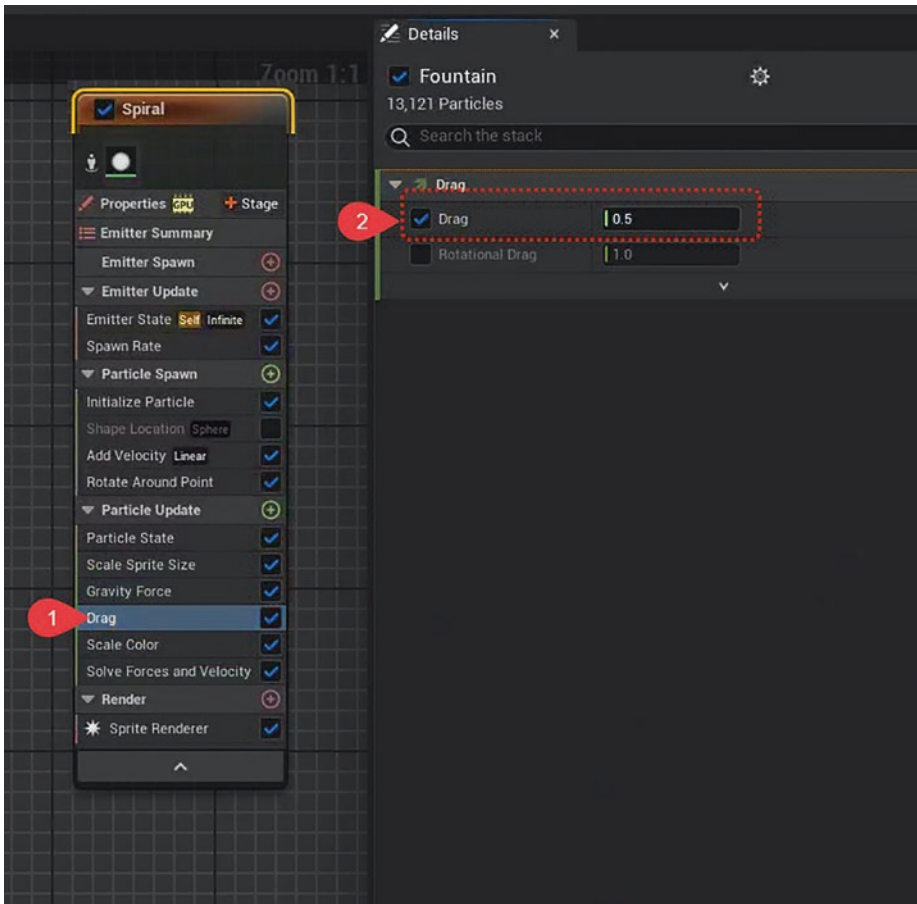 Zoom 1:1
Spiral
Properties GPU + Stage
Emitter Summary
Emitter Spawn
Emitter Update
Emitter State Self Infinite
Spawn Rate
Particle Spawn
Initialize Particle
Shape Location Sphere
Add Velocity Linear
Rotate Around Point
Particle Update
Particle State
Scale Sprite Size
Gravity Force
1 Drag
Scale Color
Solve Forces and Velocity
Render
Sprite Renderer
Details ×
Fountain
13,121 Particles
Search the stack
Drag
2 Drag 0.5
Rotational Drag 1.0